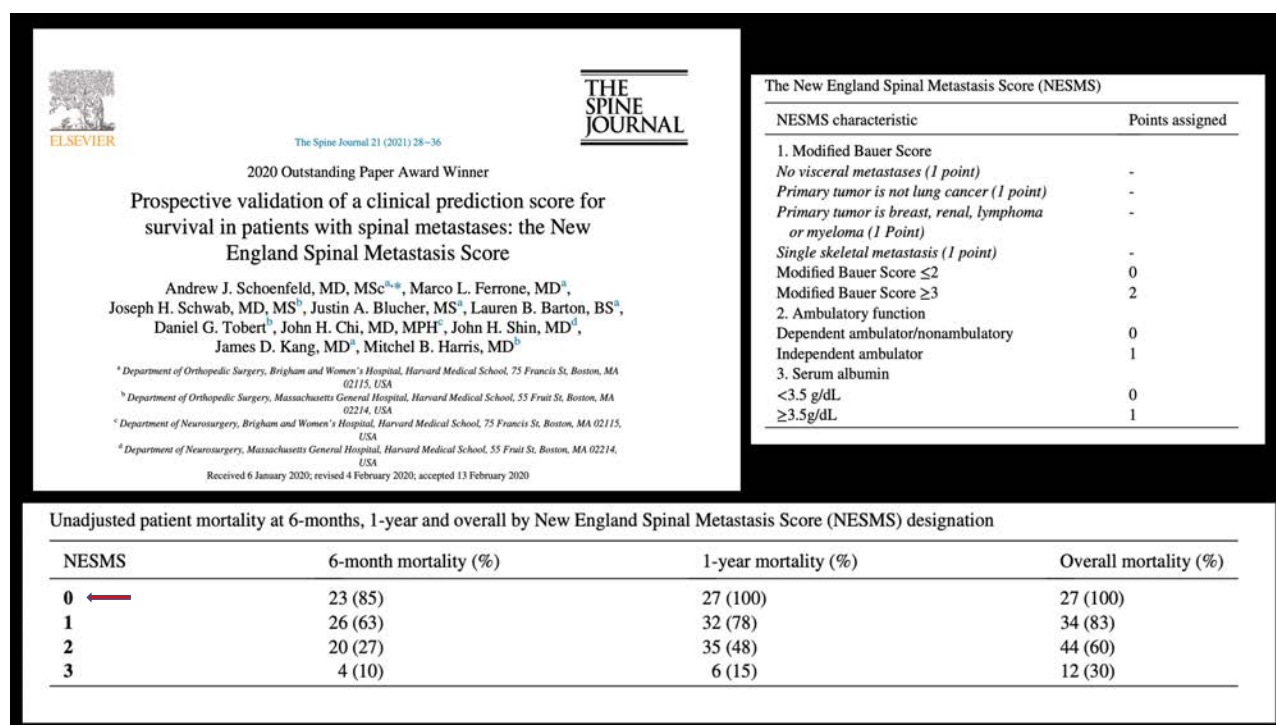 ELSEVIER
THE
SPINE
JOURNAL
The Spine Journal 21 (2021) 28−36
2020 Outstanding Paper Award Winner
Prospective validation of a clinical prediction score for
survival in patients with spinal metastases: the New
England Spinal Metastasis Score
Andrew J. Schoenfeld, MD, MSc^a,*, Marco L. Ferrone, MD^a,
Joseph H. Schwab, MD, MS^b, Justin A. Blucher, MS^a, Lauren B. Barton, BS^a,
Daniel G. Tobert^b, John H. Chi, MD, MPH^c, John H. Shin, MD^d,
James D. Kang, MD^a, Mitchel B. Harris, MD^b
^a Department of Orthopedic Surgery, Brigham and Women's Hospital, Harvard Medical School, 75 Francis St, Boston, MA
02115, USA
^b Department of Orthopedic Surgery, Massachusetts General Hospital, Harvard Medical School, 55 Fruit St, Boston, MA
02214, USA
^c Department of Neurosurgery, Brigham and Women's Hospital, Harvard Medical School, 75 Francis St, Boston, MA 02115,
USA
^d Department of Neurosurgery, Massachusetts General Hospital, Harvard Medical School, 55 Fruit St, Boston, MA 02214,
USA
Received 6 January 2020; revised 4 February 2020; accepted 13 February 2020
The New England Spinal Metastasis Score (NESMS)
NESMS characteristic Points assigned
1. Modified Bauer Score
No visceral metastases (1 point) -
Primary tumor is not lung cancer (1 point) -
Primary tumor is breast, renal, lymphoma -
or myeloma (1 Point)
Single skeletal metastasis (1 point) -
Modified Bauer Score ≤2 0
Modified Bauer Score ≥3 2
2. Ambulatory function
Dependent ambulator/nonambulatory 0
Independent ambulator 1
3. Serum albumin
<3.5 g/dL 0
≥3.5g/dL 1
Unadjusted patient mortality at 6-months, 1-year and overall by New England Spinal Metastasis Score (NESMS) designation
NESMS 6-month mortality (%) 1-year mortality (%) Overall mortality (%)
0 23 (85) 27 (100) 27 (100)
1 26 (63) 32 (78) 34 (83)
2 20 (27) 35 (48) 44 (60)
3 4 (10) 6 (15) 12 (30)